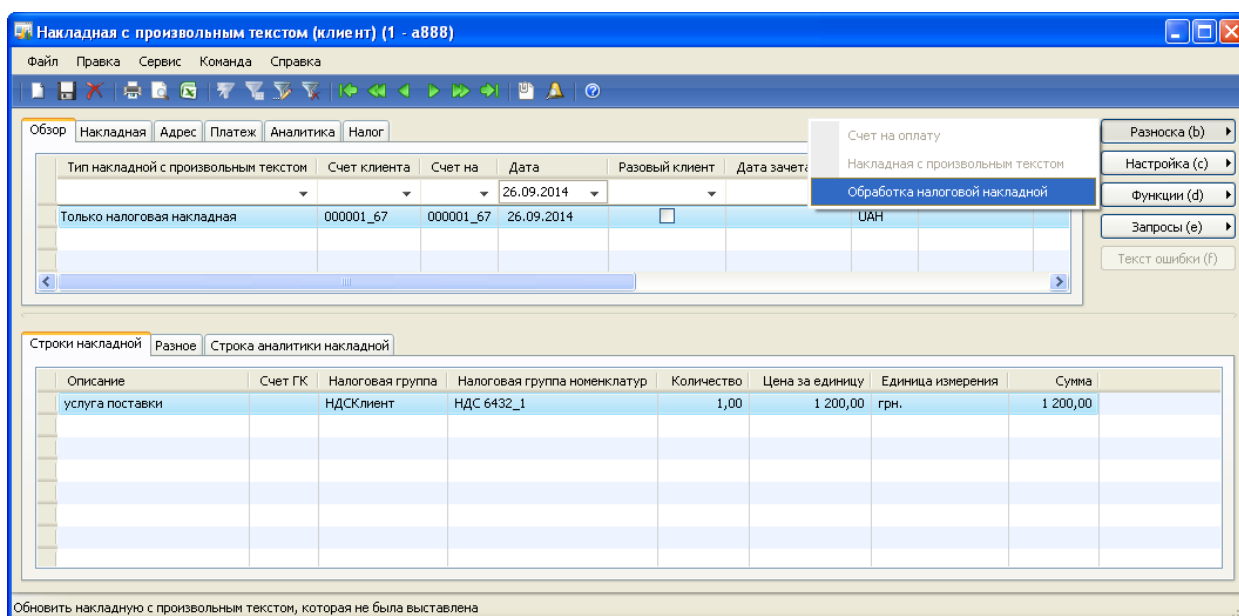 Накладная с произвольным текстом (клиент) (1 - a888)
Файл Правка Сервис Команда Справка
Обзор Накладная Адрес Платеж Аналитика Налог
Счет на оплату
Накладная с произвольным текстом
Обработка налоговой накладной
Разноска (b)
Настройка (c)
Функции (d)
Запросы (e)
Текст ошибки (f)
Тип накладной с произвольным текстом Счет клиента Счет на Дата Разовый клиент Дата зачета
26.09.2014
Только налоговая накладная 000001_67 000001_67 26.09.2014 UAH
Строки накладной Разное Строка аналитики накладной
Описание Счет ГК Налоговая группа Налоговая группа номенклатур Количество Цена за единицу Единица измерения Сумма
услуга поставки НДСКлиент НДС 6432_1 1,00 1 200,00 грн. 1 200,00
Обновить накладную с произвольным текстом, которая не была выставлена